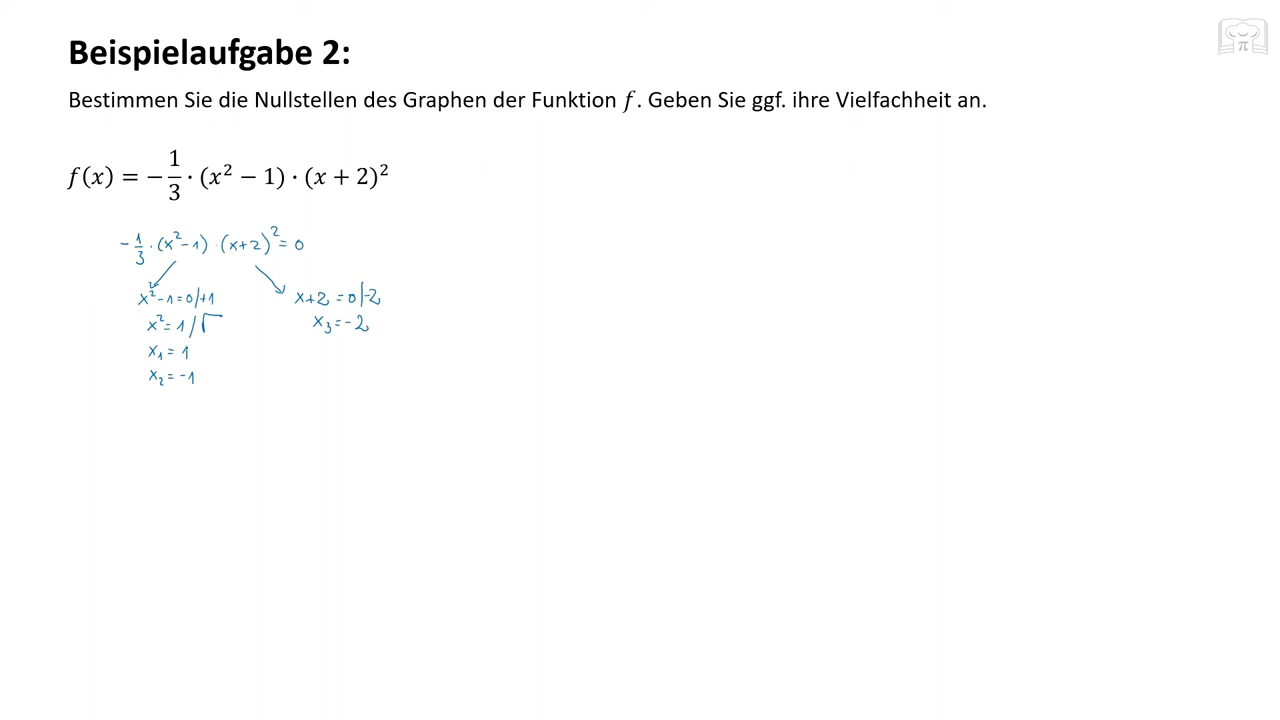 Beispielaufgabe 2:
Bestimmen Sie die Nullstellen des Graphen der Funktion f. Geben Sie ggf. ihre Vielfachheit an.
f(x) = −1/3 · (x² − 1) · (x + 2)²
−1/3 · (x²−1) · (x+2)² = 0
x²−1=0/+1 x+2=0|−2
x²=1/√ x₃=−2
x₁=1
x₂=−1
π